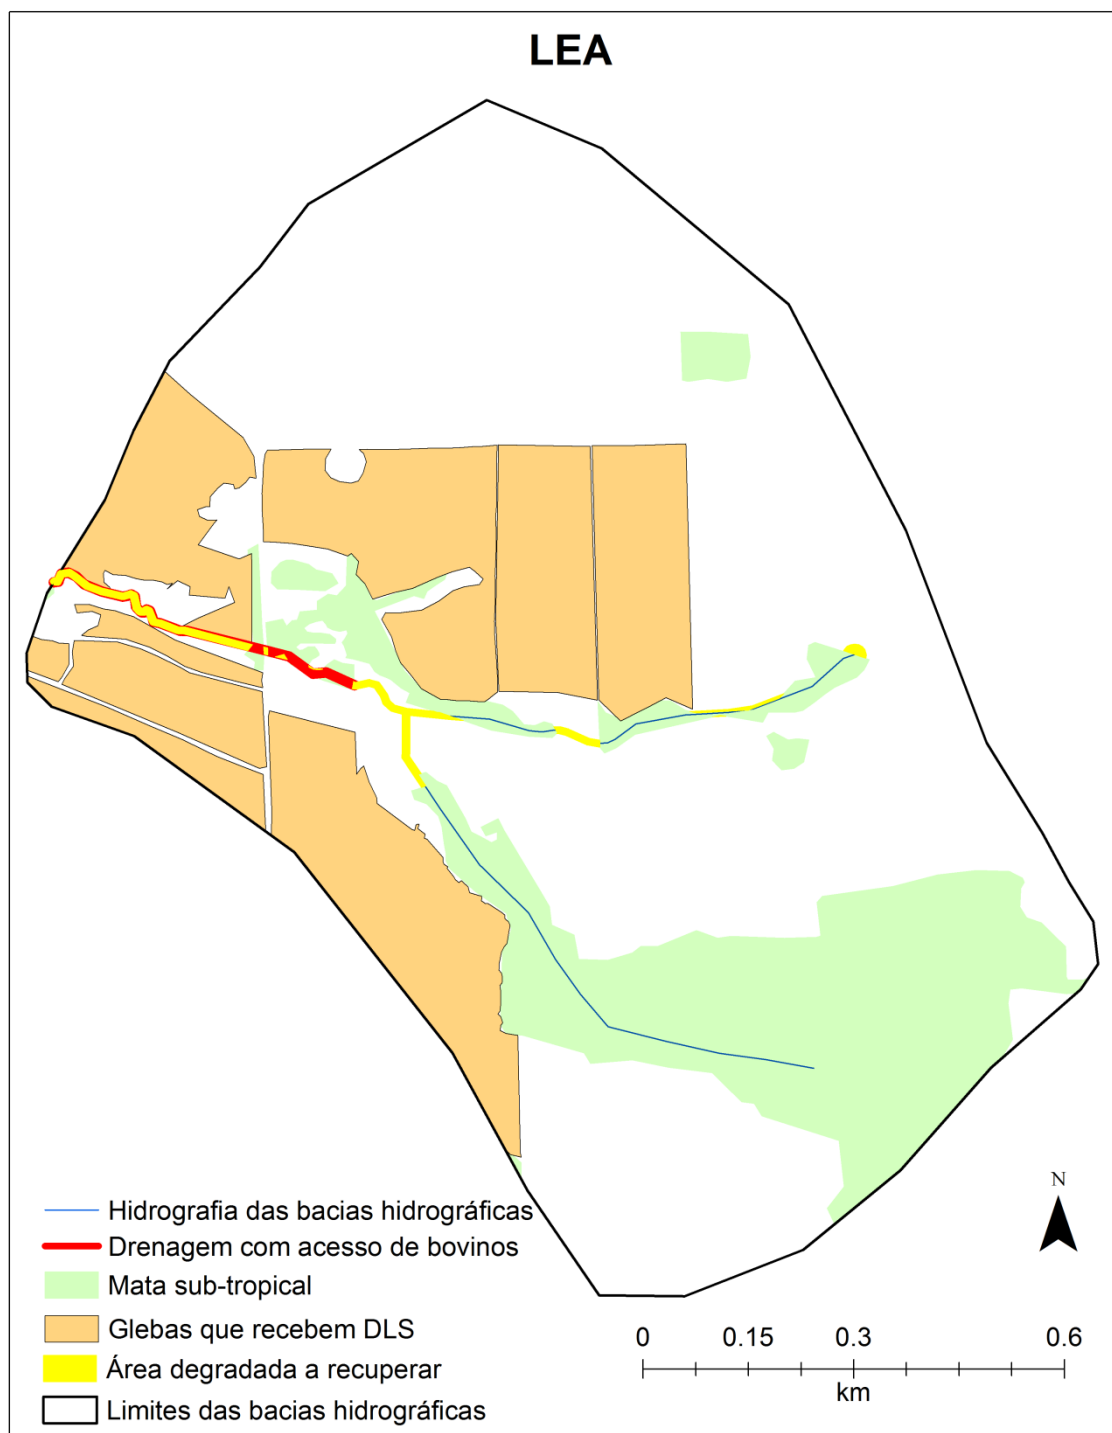 LEA
N
Hidrografia das bacias hidrográficas
Drenagem com acesso de bovinos
Mata sub-tropical
Glebas que recebem DLS
Área degradada a recuperar
Limites das bacias hidrográficas
0 0.15 0.3 0.6
km